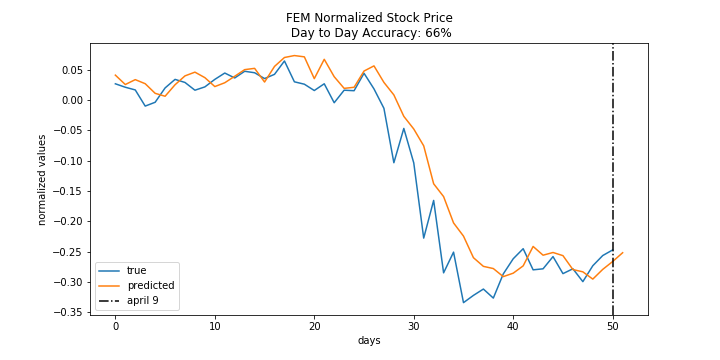 FEM Normalized Stock Price
Day to Day Accuracy: 66%
normalized values
0.05
0.00
−0.05
−0.10
−0.15
−0.20
−0.25
−0.30
−0.35
true
predicted
april 9
0 10 20 30 40 50
days